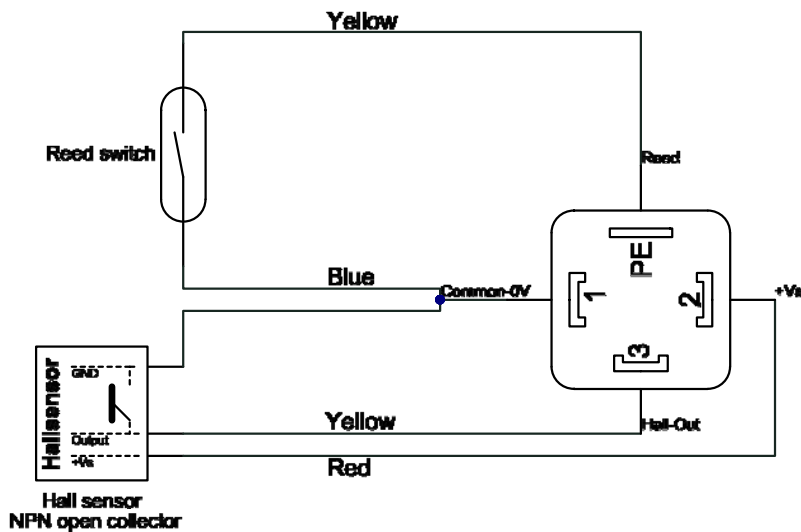 Yellow
Reed switch
Reed
PE
Blue
Common-0V
1
2
+Vs
3
Hallsensor
GND
Output
+Vs
Yellow
Hall-Out
Red
Hall sensor
NPN open collector